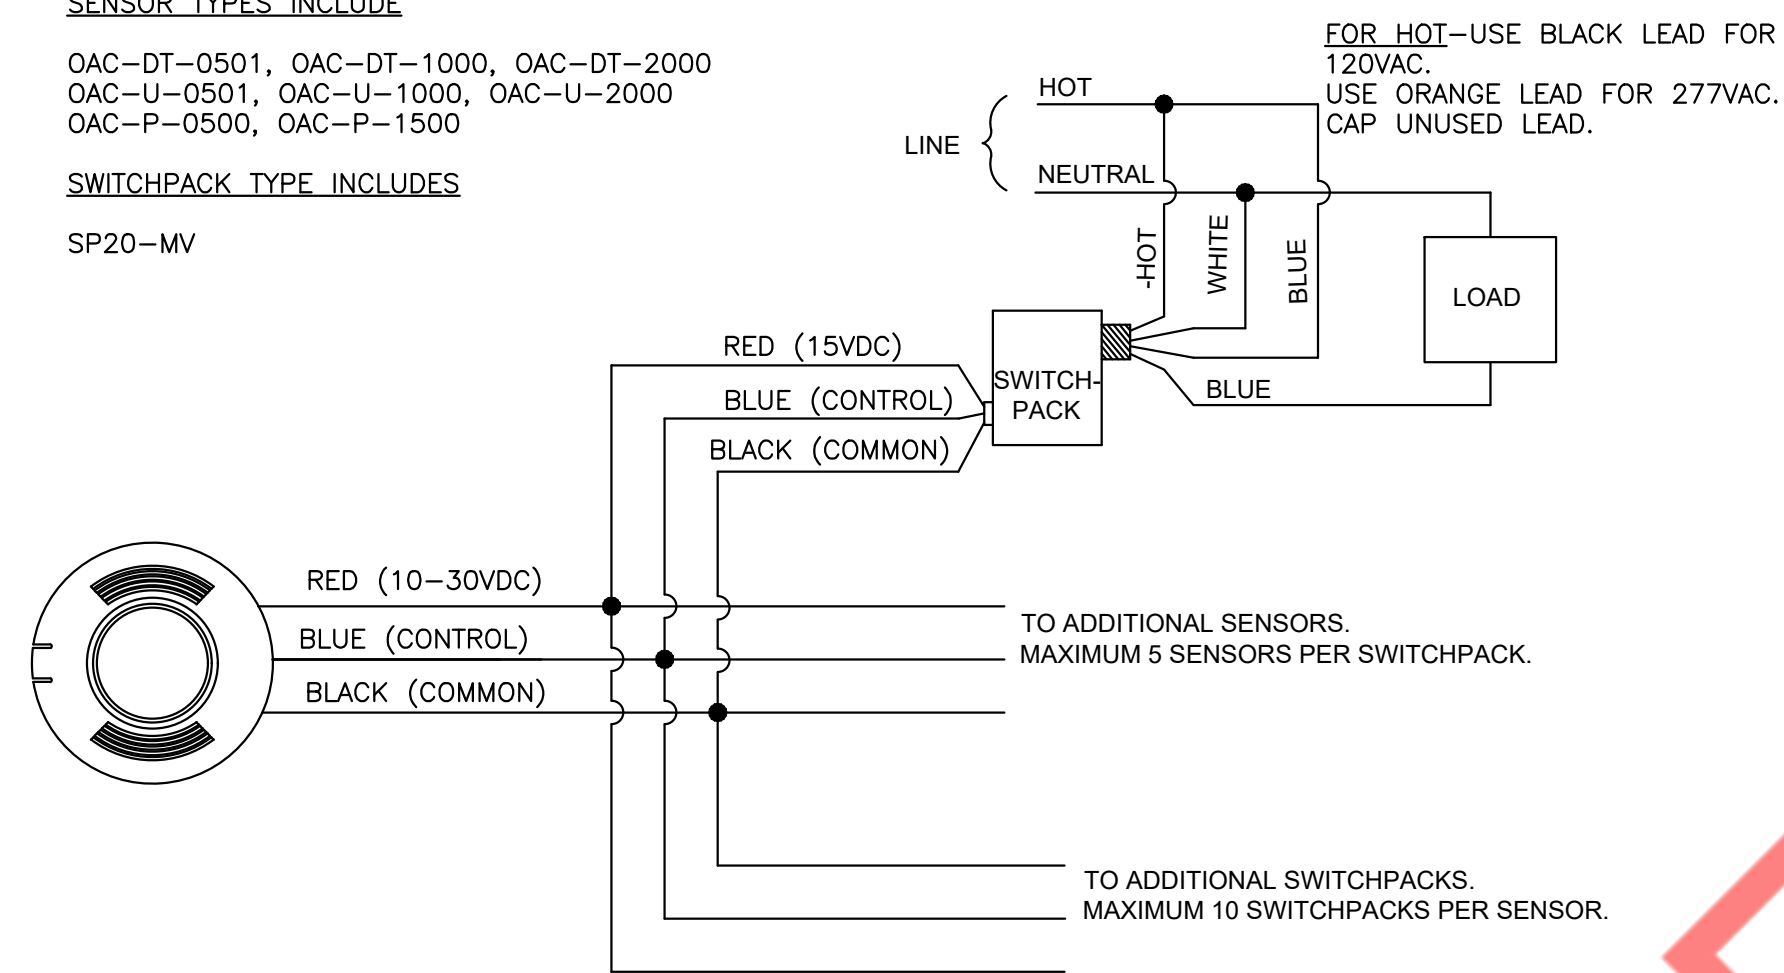 SENSOR TYPES INCLUDE
OAC-DT-0501, OAC-DT-1000, OAC-DT-2000
OAC-U-0501, OAC-U-1000, OAC-U-2000
OAC-P-0500, OAC-P-1500
SWITCHPACK TYPE INCLUDES
SP20-MV
FOR HOT-USE BLACK LEAD FOR
120VAC.
USE ORANGE LEAD FOR 277VAC.
CAP UNUSED LEAD.
LINE
HOT
NEUTRAL
-HOT
WHITE
BLUE
LOAD
BLUE
SWITCH-
PACK
RED (15VDC)
BLUE (CONTROL)
BLACK (COMMON)
RED (10-30VDC)
BLUE (CONTROL)
BLACK (COMMON)
TO ADDITIONAL SENSORS.
MAXIMUM 5 SENSORS PER SWITCHPACK.
TO ADDITIONAL SWITCHPACKS.
MAXIMUM 10 SWITCHPACKS PER SENSOR.